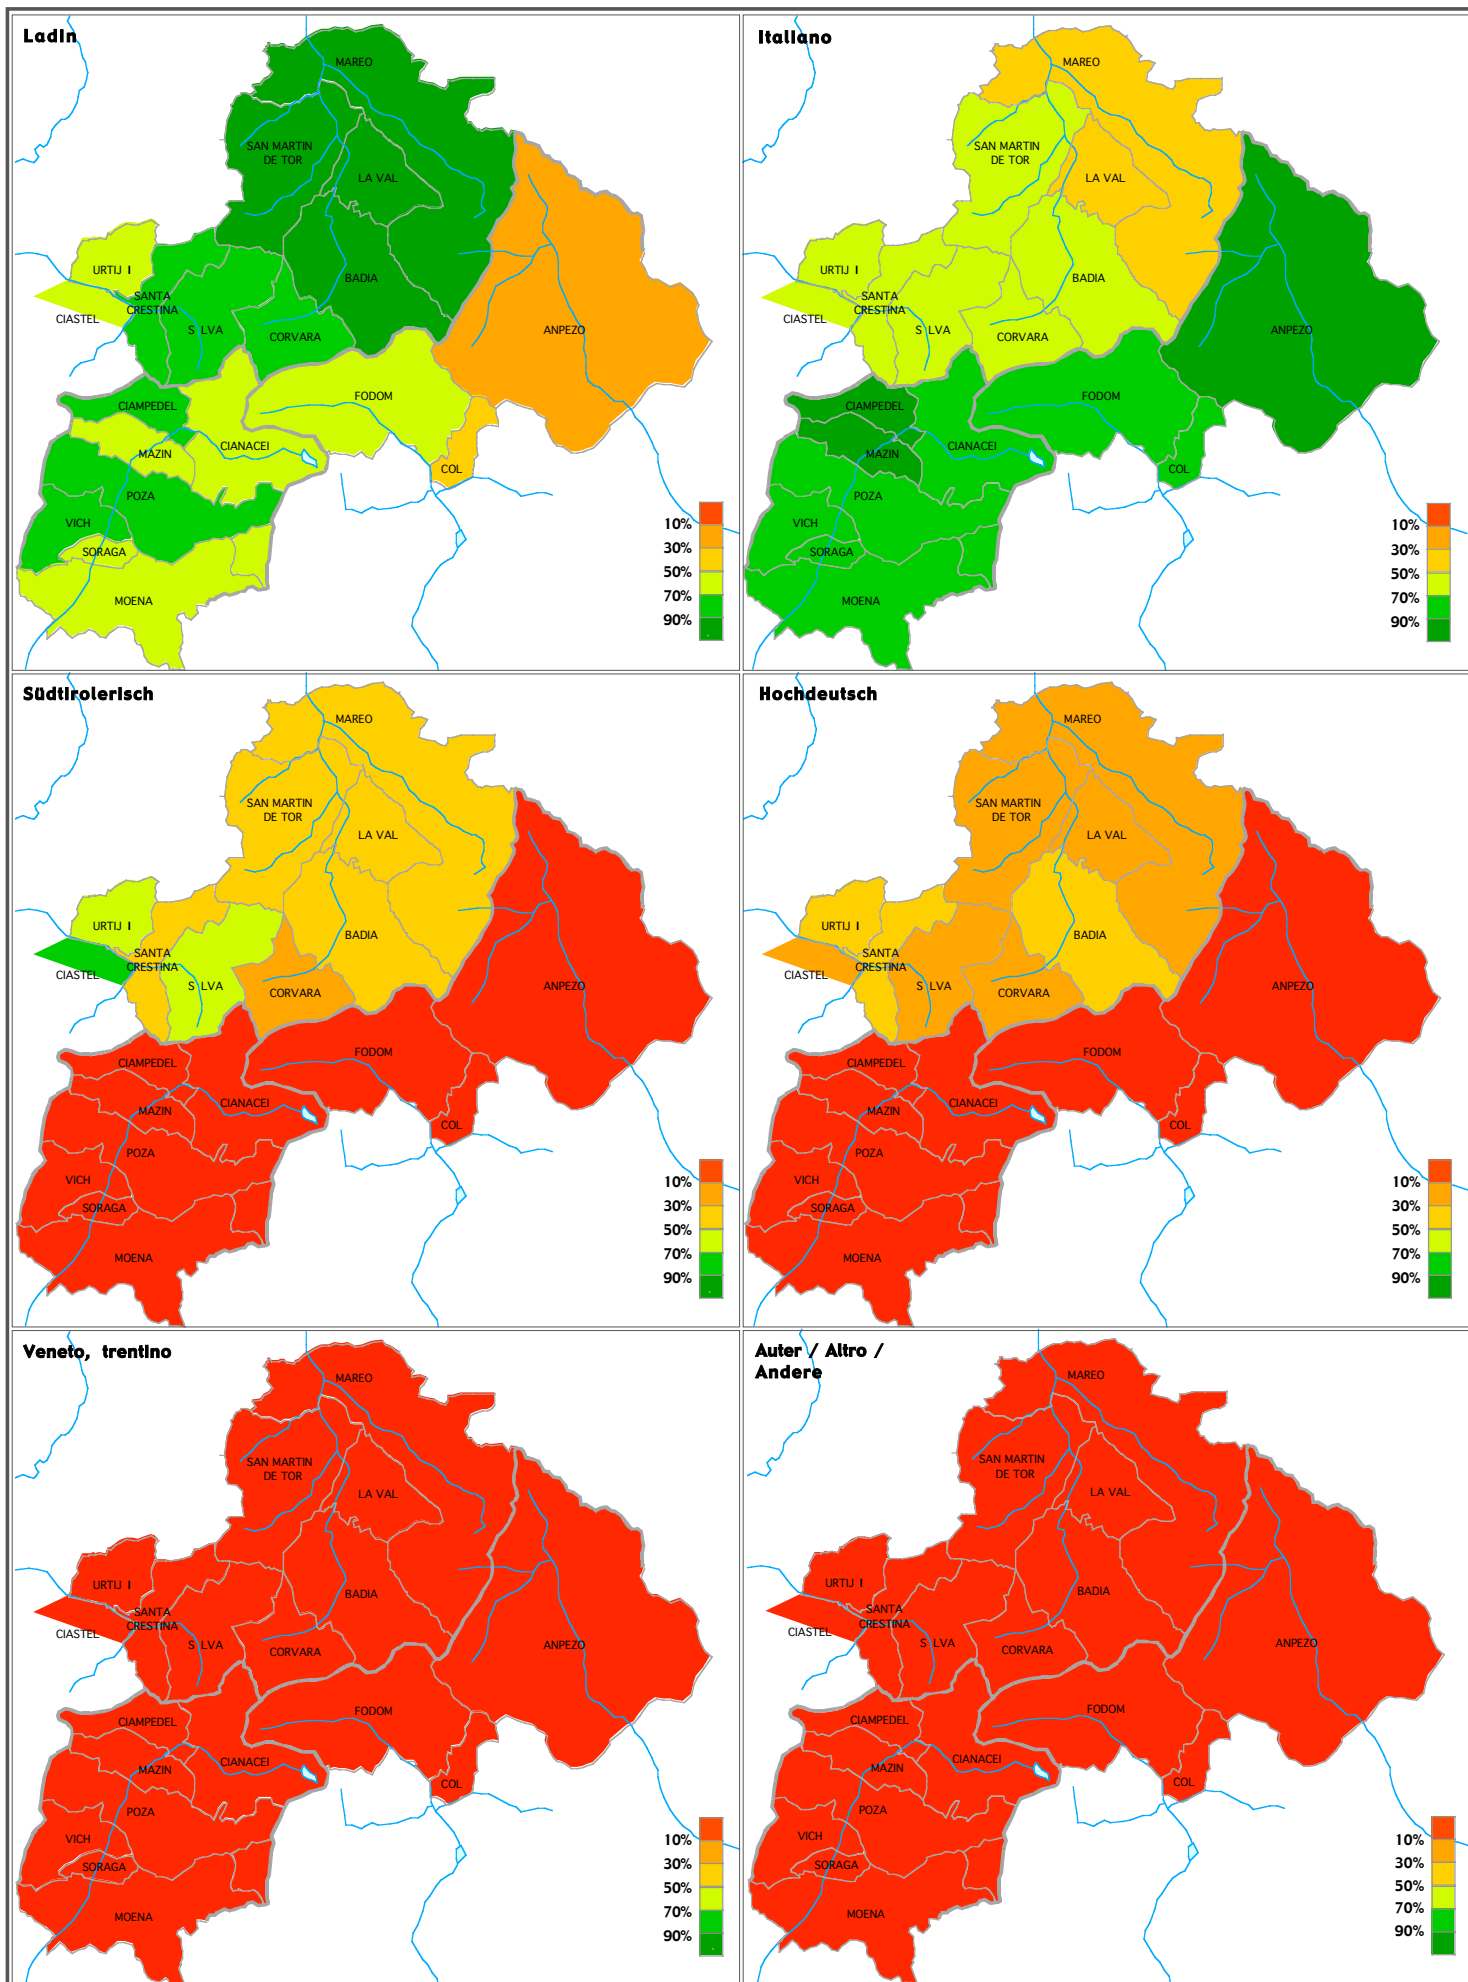 Ladin
MAREO
SAN MARTIN
DE TOR
LA VAL
URTIJ I
SANTA
CRESTINA
CIASTEL
S LVA
BADIA
CORVARA
ANPEZO
CIAMPEDEL
FODOM
MAZIN
CIANACEI
COL
POZA
VICH
SORAGA
MOENA
10%
30%
50%
70%
90%
Italiano
MAREO
SAN MARTIN
DE TOR
LA VAL
URTIJ I
SANTA
CRESTINA
CIASTEL
S LVA
BADIA
CORVARA
ANPEZO
CIAMPEDEL
FODOM
MAZIN
CIANACEI
COL
POZA
VICH
SORAGA
MOENA
10%
30%
50%
70%
90%
Südtirolerisch
MAREO
SAN MARTIN
DE TOR
LA VAL
URTIJ I
SANTA
CRESTINA
CIASTEL
S LVA
BADIA
CORVARA
ANPEZO
CIAMPEDEL
FODOM
MAZIN
CIANACEI
COL
POZA
VICH
SORAGA
MOENA
10%
30%
50%
70%
90%
Hochdeutsch
MAREO
SAN MARTIN
DE TOR
LA VAL
URTIJ I
SANTA
CRESTINA
CIASTEL
S LVA
BADIA
CORVARA
ANPEZO
CIAMPEDEL
FODOM
MAZIN
CIANACEI
COL
POZA
VICH
SORAGA
MOENA
10%
30%
50%
70%
90%
Veneto, trentino
MAREO
SAN MARTIN
DE TOR
LA VAL
URTIJ I
SANTA
CRESTINA
CIASTEL
S LVA
BADIA
CORVARA
ANPEZO
CIAMPEDEL
FODOM
MAZIN
CIANACEI
COL
POZA
VICH
SORAGA
MOENA
10%
30%
50%
70%
90%
Auter / Altro /
Andere
MAREO
SAN MARTIN
DE TOR
LA VAL
URTIJ I
SANTA
CRESTINA
CIASTEL
S LVA
BADIA
CORVARA
ANPEZO
CIAMPEDEL
FODOM
MAZIN
CIANACEI
COL
POZA
VICH
SORAGA
MOENA
10%
30%
50%
70%
90%